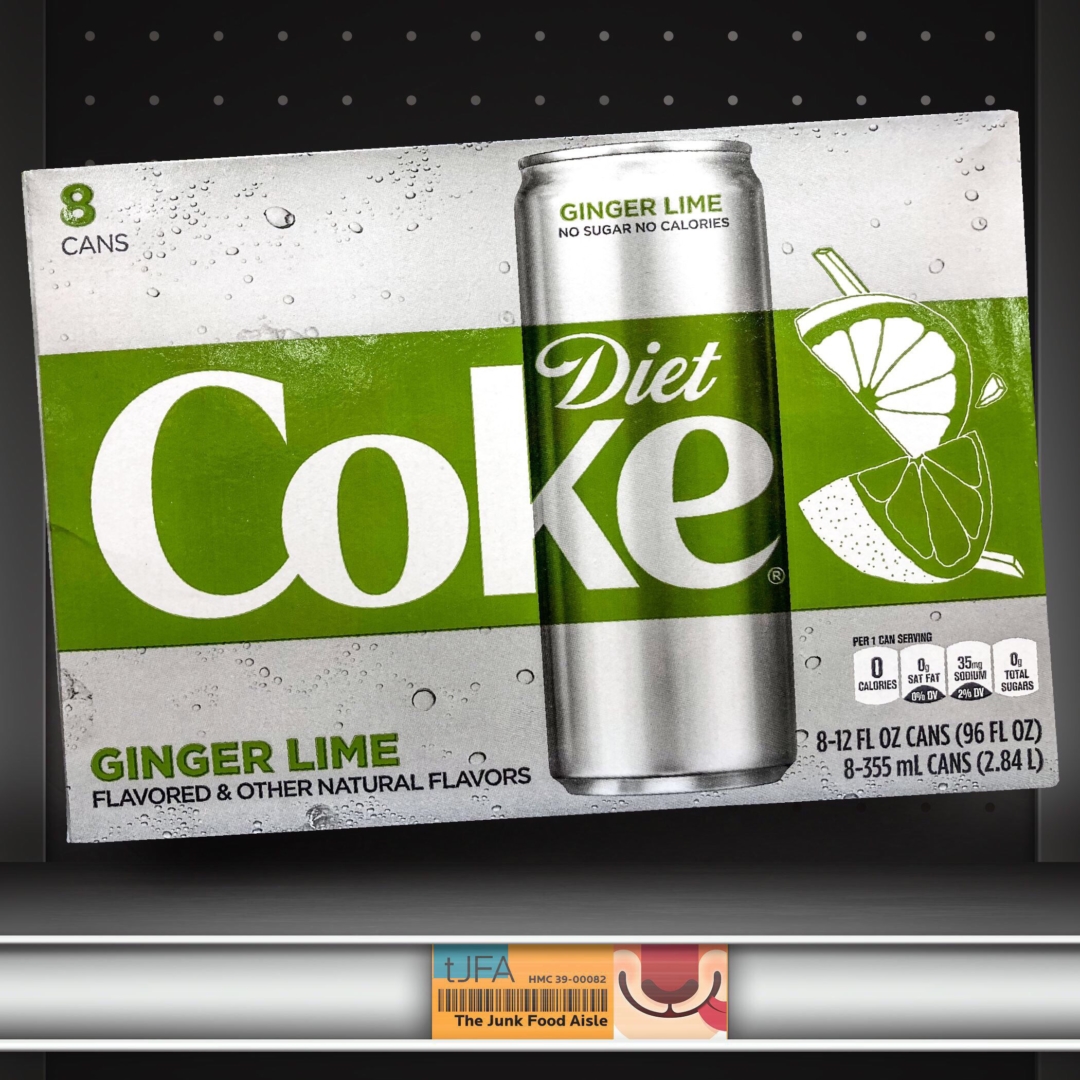 8
CANS
GINGER LIME
NO SUGAR NO CALORIES
Diet
Coke®
PER 1 CAN SERVING
0
CALORIES
0g
SAT FAT
0% DV
35mg
SODIUM
2% DV
0g
TOTAL
SUGARS
GINGER LIME
FLAVORED & OTHER NATURAL FLAVORS
8-12 FL OZ CANS (96 FL OZ)
8-355 mL CANS (2.84 L)
tJFA
HMC 39-00082
The Junk Food Aisle